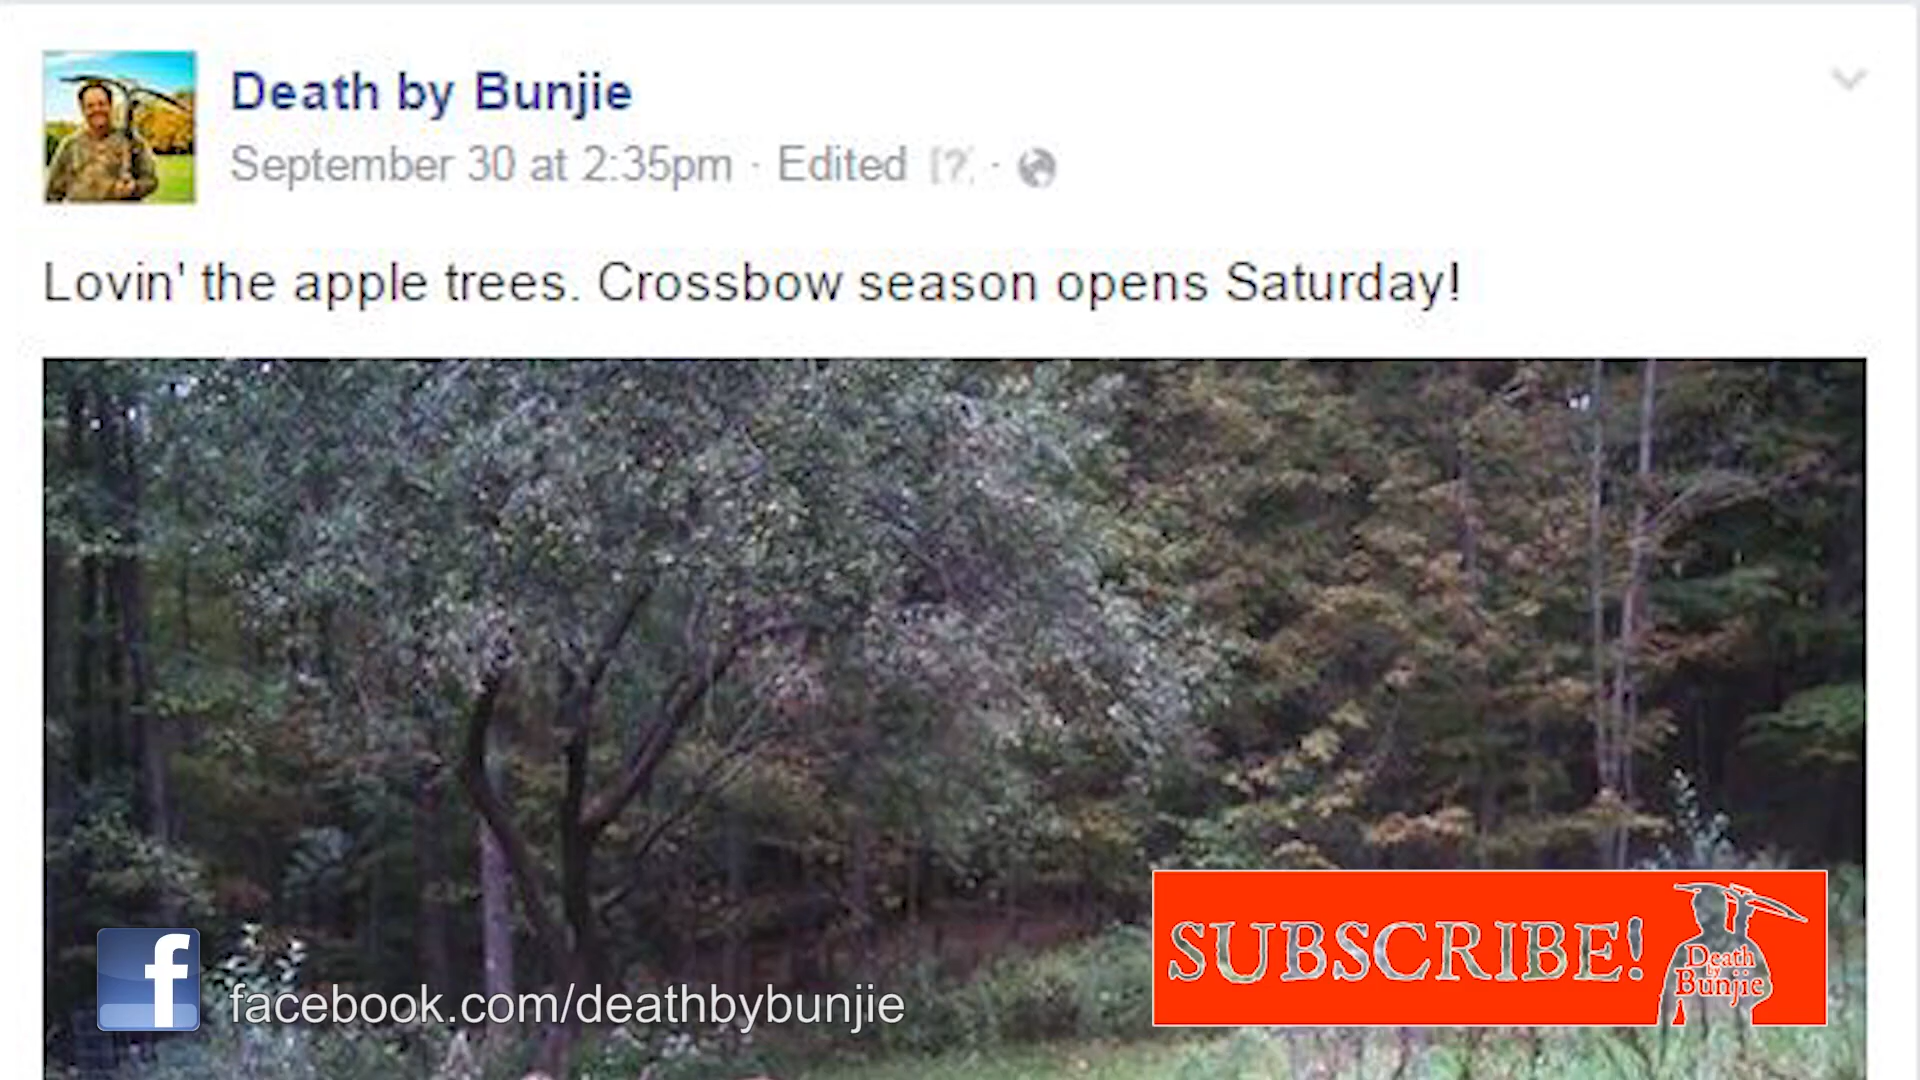 Death by Bunjie
September 30 at 2:35pm · Edited [?] ·
Lovin' the apple trees. Crossbow season opens Saturday!
f
facebook.com/deathbybunjie
SUBSCRIBE!
Death
by
Bunjie